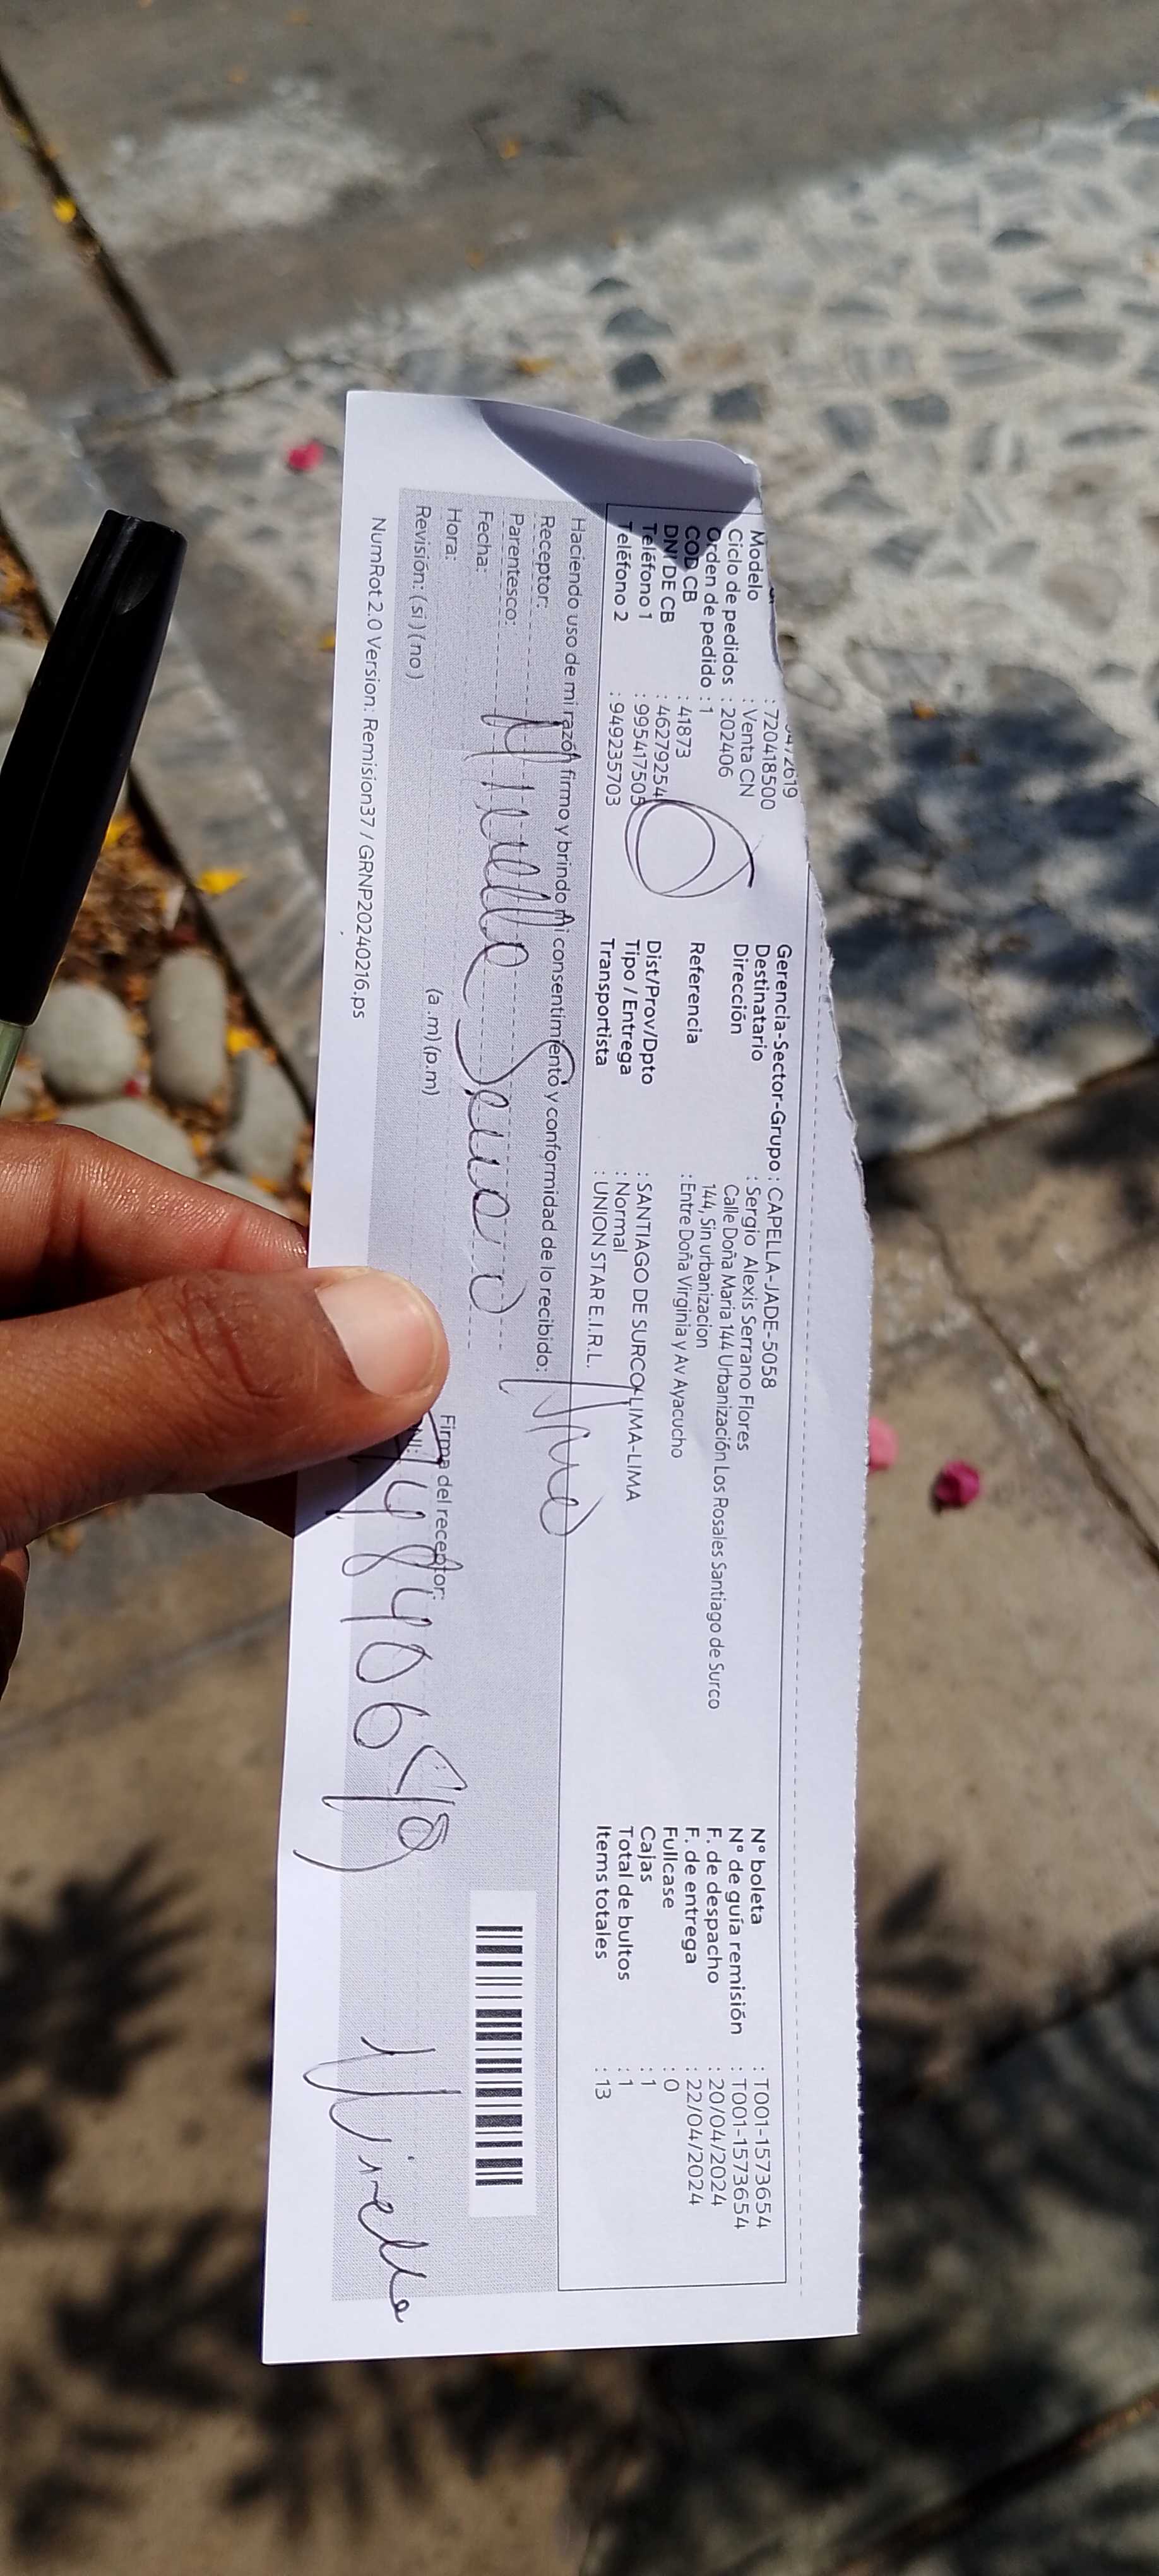 : 720418500
Modelo : Venta CN
Ciclo de pedidos : 202406
Orden de pedido : 1
COD CB : 41873
DNI DE CB : 46279254
Teléfono 1 : 995417505
Teléfono 2 : 949235703
Gerencia-Sector-Grupo : CAPELLA-JADE-5058
Destinatario : Sergio Alexis Serrano Flores
Dirección Calle Doña Maria 144 Urbanización Los Rosales Santiago de Surco
144, Sin urbanizacion
Referencia : Entre Doña Virginia y Av Ayacucho
Dist/Prov/Dpto : SANTIAGO DE SURCO-LIMA-LIMA
Tipo / Entrega : Normal
Transportista : UNION STAR E.I.R.L.
N° boleta : T001-1573654
N° de guía remisión : T001-1573654
F. de despacho : 20/04/2024
F. de entrega : 22/04/2024
Fullcase : 0
Cajas : 1
Total de bultos : 1
Items totales : 13
Haciendo uso de mi razón firmo y brindo mi consentimiento y conformidad de lo recibido:
Receptor:
Parentesco:
Fecha:
Hora: (a.m) (p.m)
Revisión: ( si ) ( no )
Firma del receptor:
NumRot 2.0 Version: Remision37 / GRNP20240216.ps